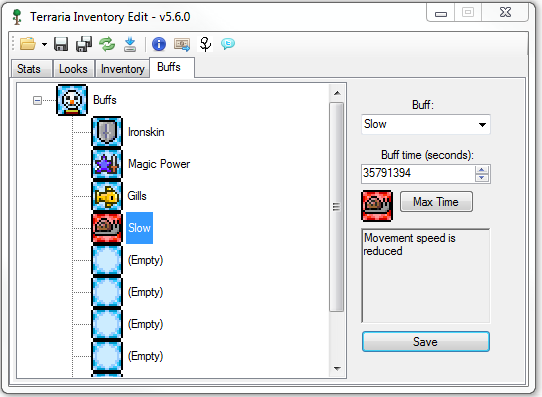 Terraria Inventory Edit - v5.6.0
Stats Looks Inventory Buffs
Buffs
Ironskin
Magic Power
Gills
Slow
(Empty)
(Empty)
(Empty)
(Empty)
Buff:
Slow
Buff time (seconds):
35791394
Max Time
Movement speed is
reduced
Save